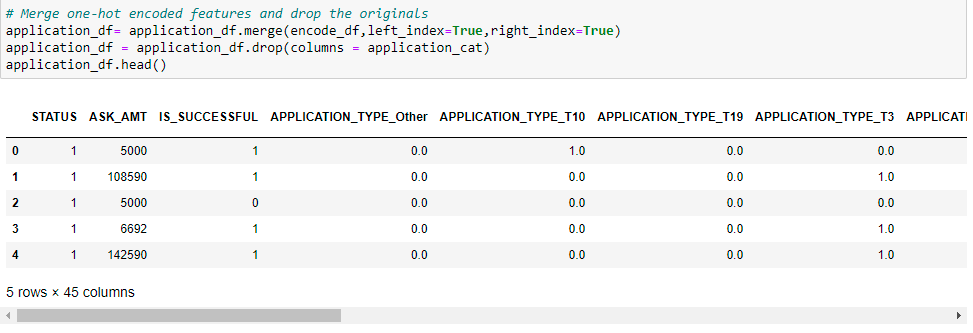 # Merge one-hot encoded features and drop the originals
application_df= application_df.merge(encode_df,left_index=True,right_index=True)
application_df = application_df.drop(columns = application_cat)
application_df.head()
STATUS ASK_AMT IS_SUCCESSFUL APPLICATION_TYPE_Other APPLICATION_TYPE_T10 APPLICATION_TYPE_T19 APPLICATION_TYPE_T3 APPLICATI
0 1 5000 1 0.0 1.0 0.0 0.0
1 1 108590 1 0.0 0.0 0.0 1.0
2 1 5000 0 0.0 0.0 0.0 0.0
3 1 6692 1 0.0 0.0 0.0 1.0
4 1 142590 1 0.0 0.0 0.0 1.0
5 rows × 45 columns